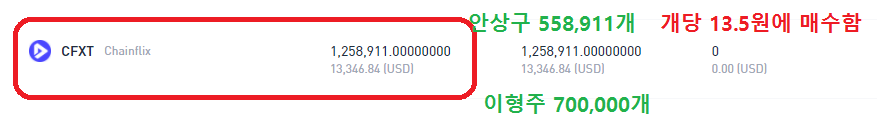 안상구 558,911개 개당 13.5원에 매수함
CFXT Chainflix 1,258,911.00000000 1,258,911.00000000 0
13,346.84 (USD) 13,346.84 (USD) 0.00 (USD)
이형주 700,000개